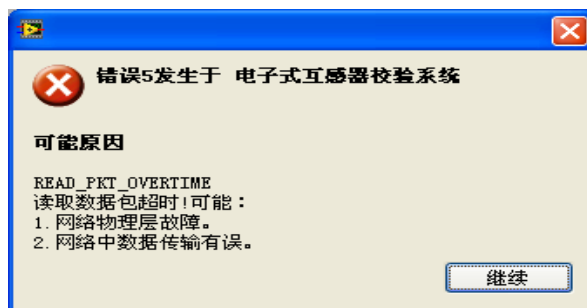 错误5发生于 电子式互感器校验系统
可能原因
READ_PKT_OVERTIME
读取数据包超时!可能：
1. 网络物理层故障。
2. 网络中数据传输有误。
继续